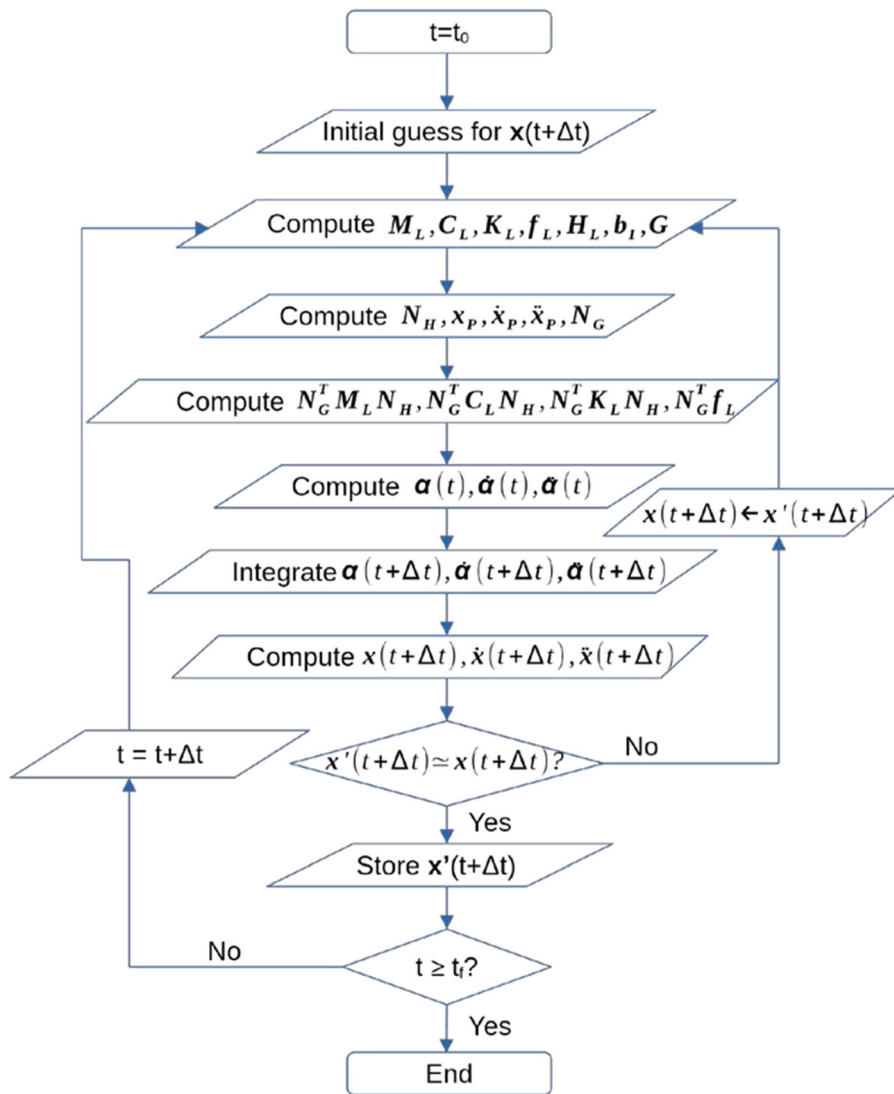 t=t₀
Initial guess for x(t+Δt)
Compute M_L, C_L, K_L, f_L, H_L, b_I, G
Compute N_H, x_P, ẋ_P, ẍ_P, N_G
Compute N_G^T M_L N_H, N_G^T C_L N_H, N_G^T K_L N_H, N_G^T f_L
Compute α(t), α̇(t), α̈(t)
x(t+Δt)←x'(t+Δt)
Integrate α(t+Δt), α̇(t+Δt), α̈(t+Δt)
Compute x(t+Δt), ẋ(t+Δt), ẍ(t+Δt)
t = t+Δt
x'(t+Δt)≃x(t+Δt)?
No
Yes
Store x'(t+Δt)
No
t ≥ t_f?
Yes
End